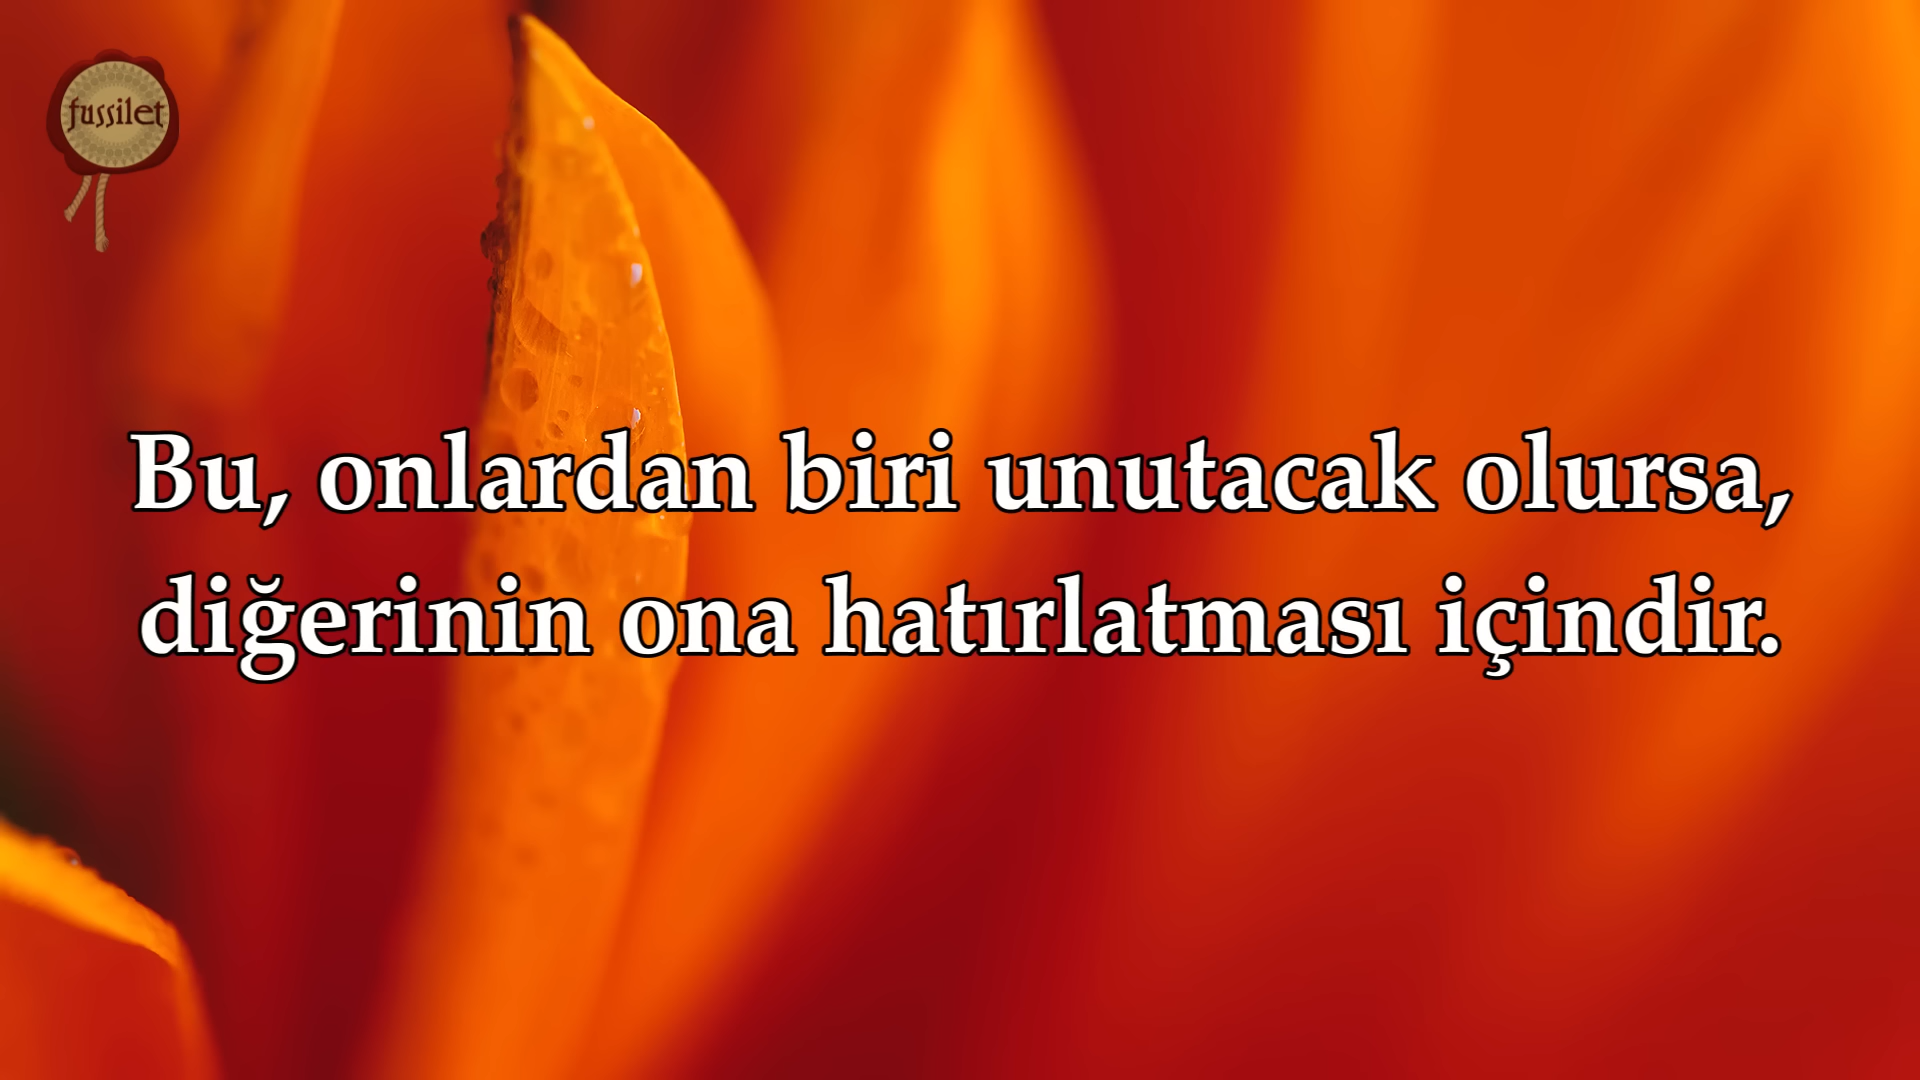 fussilet
Bu, onlardan biri unutacak olursa,
diğerinin ona hatırlatması içindir.